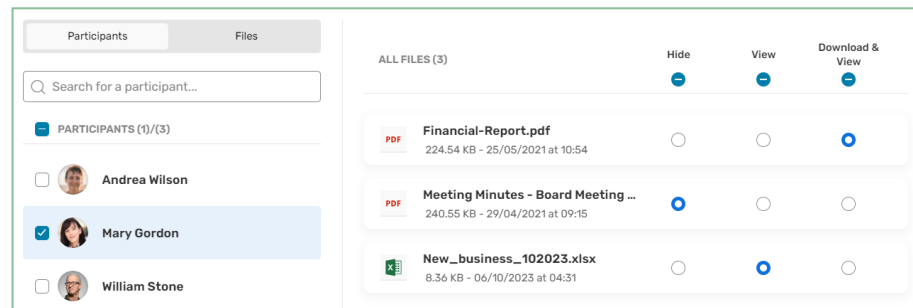 Participants
Files
Search for a participant...
PARTICIPANTS (1)/(3)
Andrea Wilson
Mary Gordon
William Stone
ALL FILES (3)
Hide
View
Download &
View
PDF
Financial-Report.pdf
224.54 KB - 25/05/2021 at 10:54
PDF
Meeting Minutes - Board Meeting ...
240.55 KB - 29/04/2021 at 09:15
X
New_business_102023.xlsx
8.36 KB - 06/10/2023 at 04:31